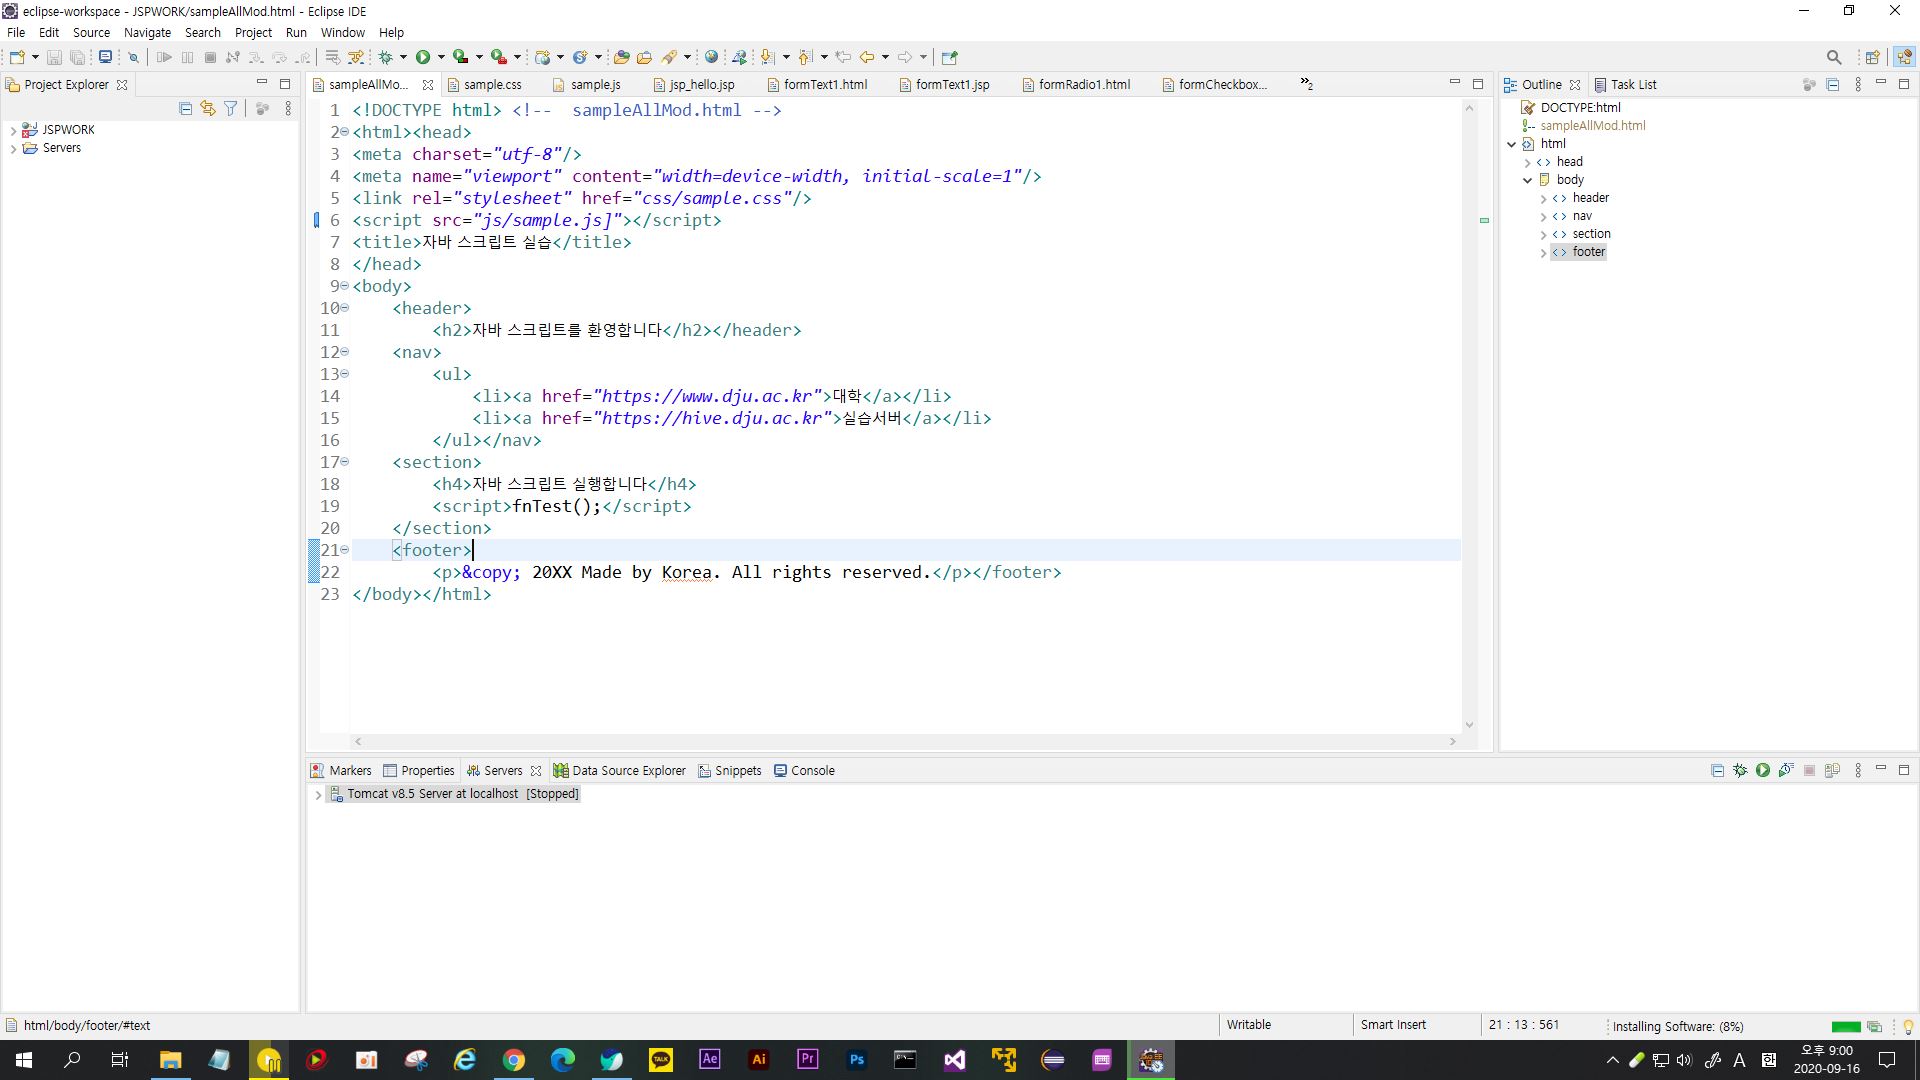 eclipse-workspace - JSPWORK/sampleAllMod.html - Eclipse IDE
File Edit Source Navigate Search Project Run Window Help
Project Explorer
JSPWORK
Servers
sampleAllMo... sample.css sample.js jsp_hello.jsp formText1.html formText1.jsp formRadio1.html formCheckbox... »2
1 <!DOCTYPE html> <!--  sampleAllMod.html -->
2 <html><head>
3 <meta charset="utf-8"/>
4 <meta name="viewport" content="width=device-width, initial-scale=1"/>
5 <link rel="stylesheet" href="css/sample.css"/>
6 <script src="js/sample.js]"></script>
7 <title>자바 스크립트 실습</title>
8 </head>
9 <body>
10     <header>
11         <h2>자바 스크립트를 환영합니다</h2></header>
12     <nav>
13         <ul>
14             <li><a href="https://www.dju.ac.kr">대학</a></li>
15             <li><a href="https://hive.dju.ac.kr">실습서버</a></li>
16         </ul></nav>
17     <section>
18         <h4>자바 스크립트 실행합니다</h4>
19         <script>fnTest();</script>
20     </section>
21     <footer>
22         <p>&copy; 20XX Made by Korea. All rights reserved.</p></footer>
23 </body></html>
Outline Task List
DOCTYPE:html
sampleAllMod.html
html
head
body
header
nav
section
footer
Markers Properties Servers Data Source Explorer Snippets Console
Tomcat v8.5 Server at localhost [Stopped]
html/body/footer/#text Writable Smart Insert 21 : 13 : 561 Installing Software: (8%)
TALK Ae Ai Pr Ps A 오후 9:00
2020-09-16